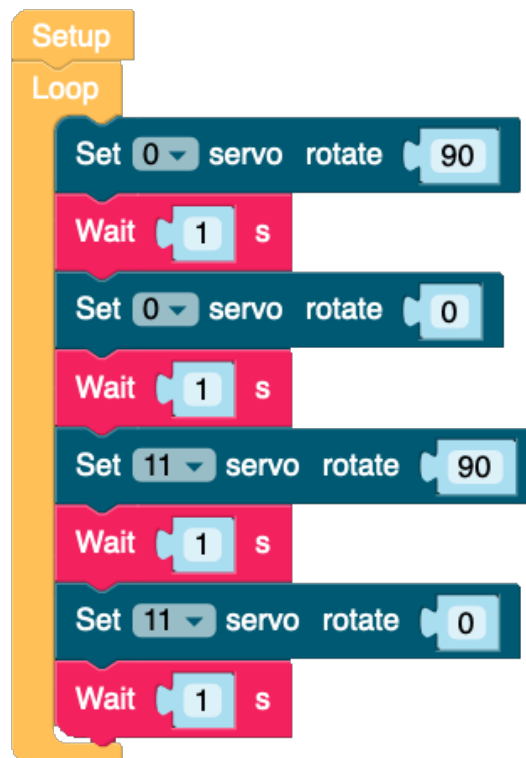 Setup
Loop
Set 0 servo rotate 90
Wait 1 s
Set 0 servo rotate 0
Wait 1 s
Set 11 servo rotate 90
Wait 1 s
Set 11 servo rotate 0
Wait 1 s